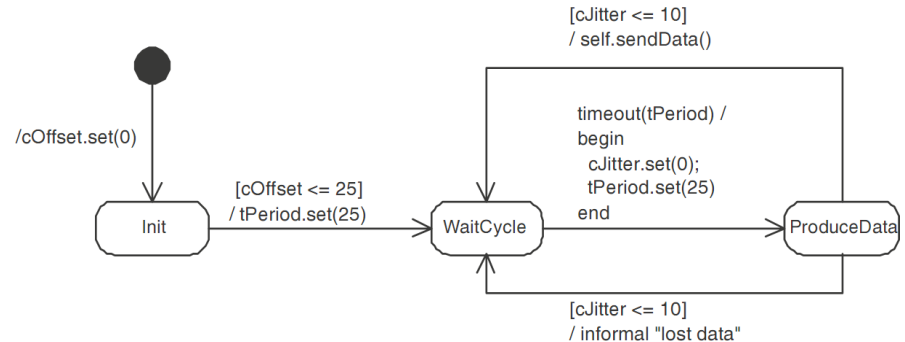 [cJitter <= 10]
/ self.sendData()
/cOffset.set(0)
timeout(tPeriod) /
begin
cJitter.set(0);
tPeriod.set(25)
end
[cOffset <= 25]
/ tPeriod.set(25)
Init
WaitCycle
ProduceData
[cJitter <= 10]
/ informal "lost data"